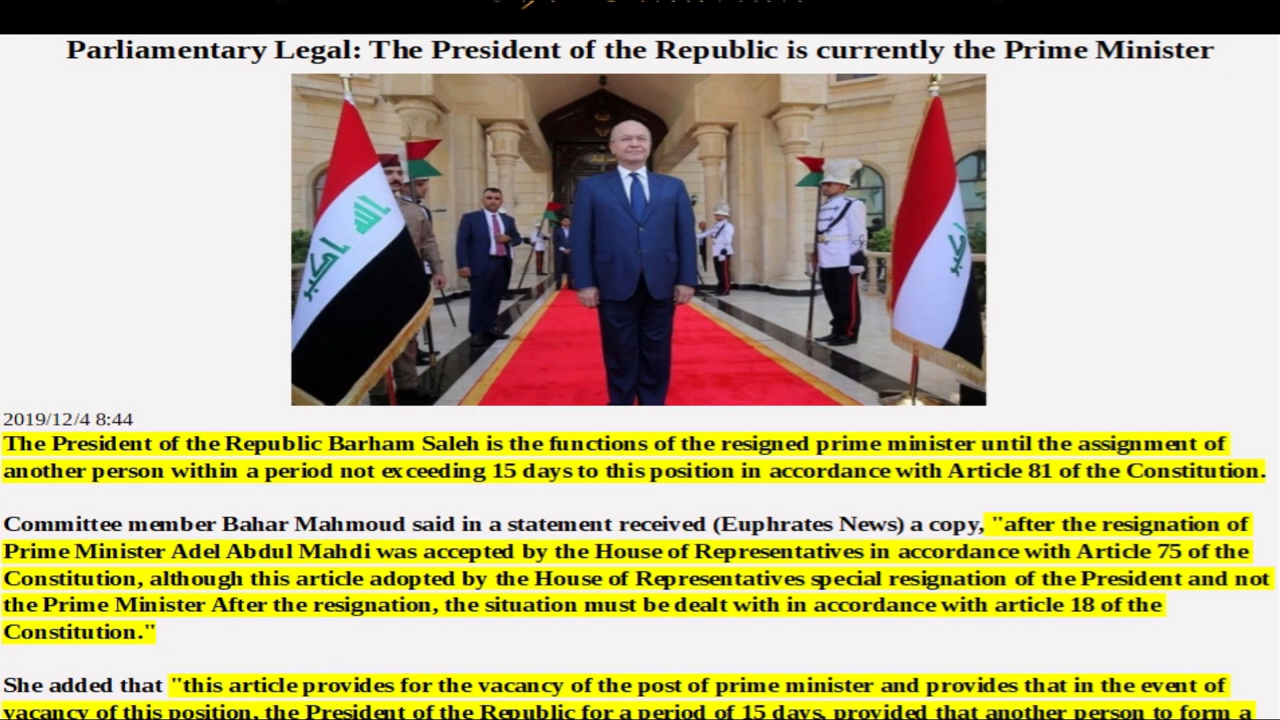 Parliamentary Legal: The President of the Republic is currently the Prime Minister
الله
اكبر
اكبر
2019/12/4 8:44
The President of the Republic Barham Saleh is the functions of the resigned prime minister until the assignment of
another person within a period not exceeding 15 days to this position in accordance with Article 81 of the Constitution.
Committee member Bahar Mahmoud said in a statement received (Euphrates News) a copy, "after the resignation of
Prime Minister Adel Abdul Mahdi was accepted by the House of Representatives in accordance with Article 75 of the
Constitution, although this article adopted by the House of Representatives special resignation of the President and not
the Prime Minister After the resignation, the situation must be dealt with in accordance with article 18 of the
Constitution."
She added that "this article provides for the vacancy of the post of prime minister and provides that in the event of
vacancy of this position, the President of the Republic for a period of 15 days, provided that another person to form a